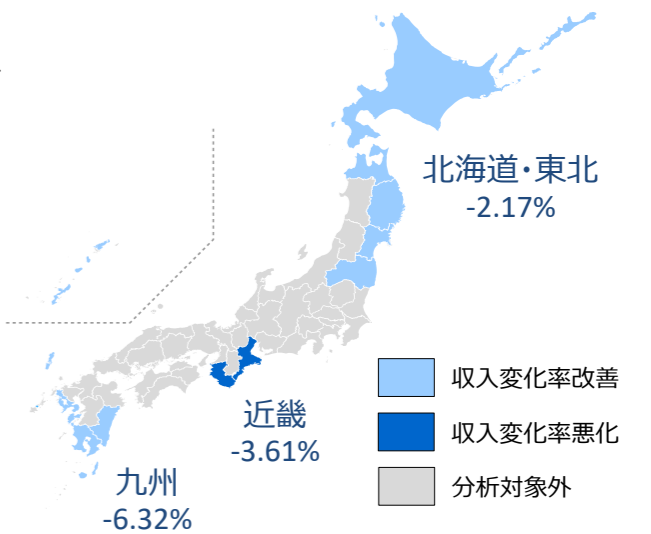 北海道・東北
-2.17%
近畿
-3.61%
九州
-6.32%
収入変化率改善
収入変化率悪化
分析対象外